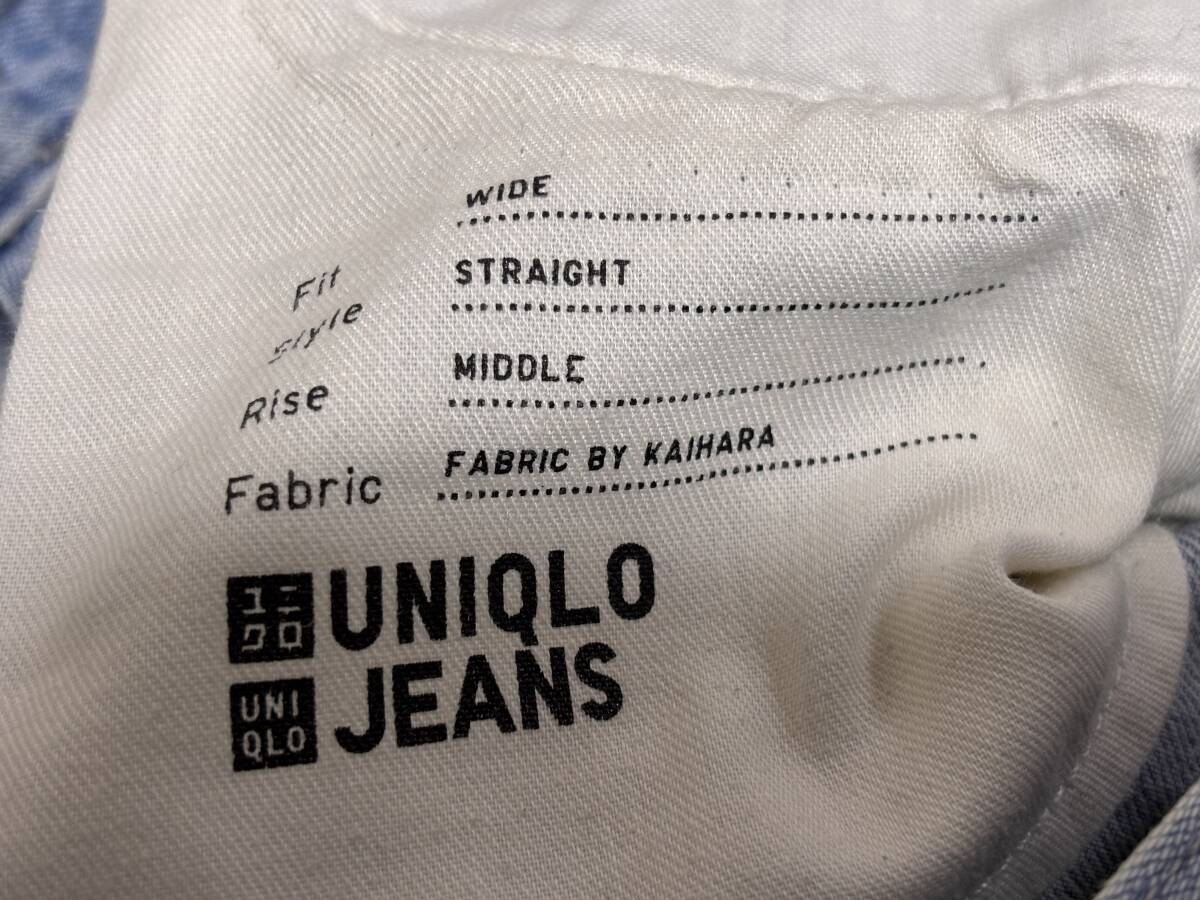 WIDE
Fit STRAIGHT
Style
Rise MIDDLE
Fabric FABRIC BY KAIHARA
ユニ UNIQLO
クロ
UNI JEANS
QLO